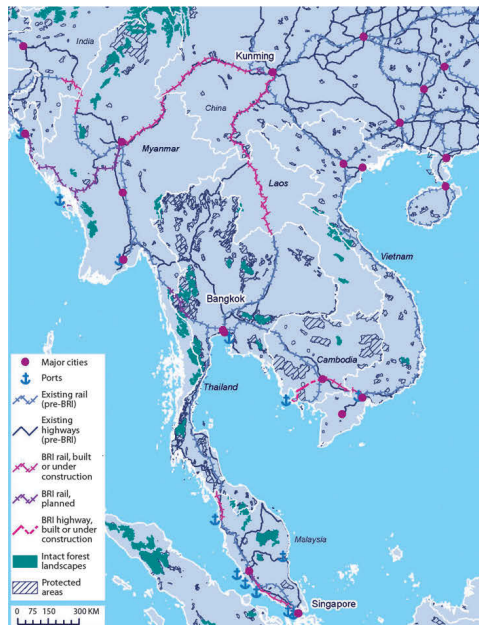 India
Kunming
China
Myanmar
Laos
Vietnam
Bangkok
Cambodia
Thailand
Malaysia
Singapore
Major cities
Ports
Existing rail
(pre-BRI)
Existing
highways
(pre-BRI)
BRI rail, built
or under
construction
BRI rail,
planned
BRI highway,
built or under
construction
Intact forest
landscapes
Protected
areas
0 75 150 300 KM